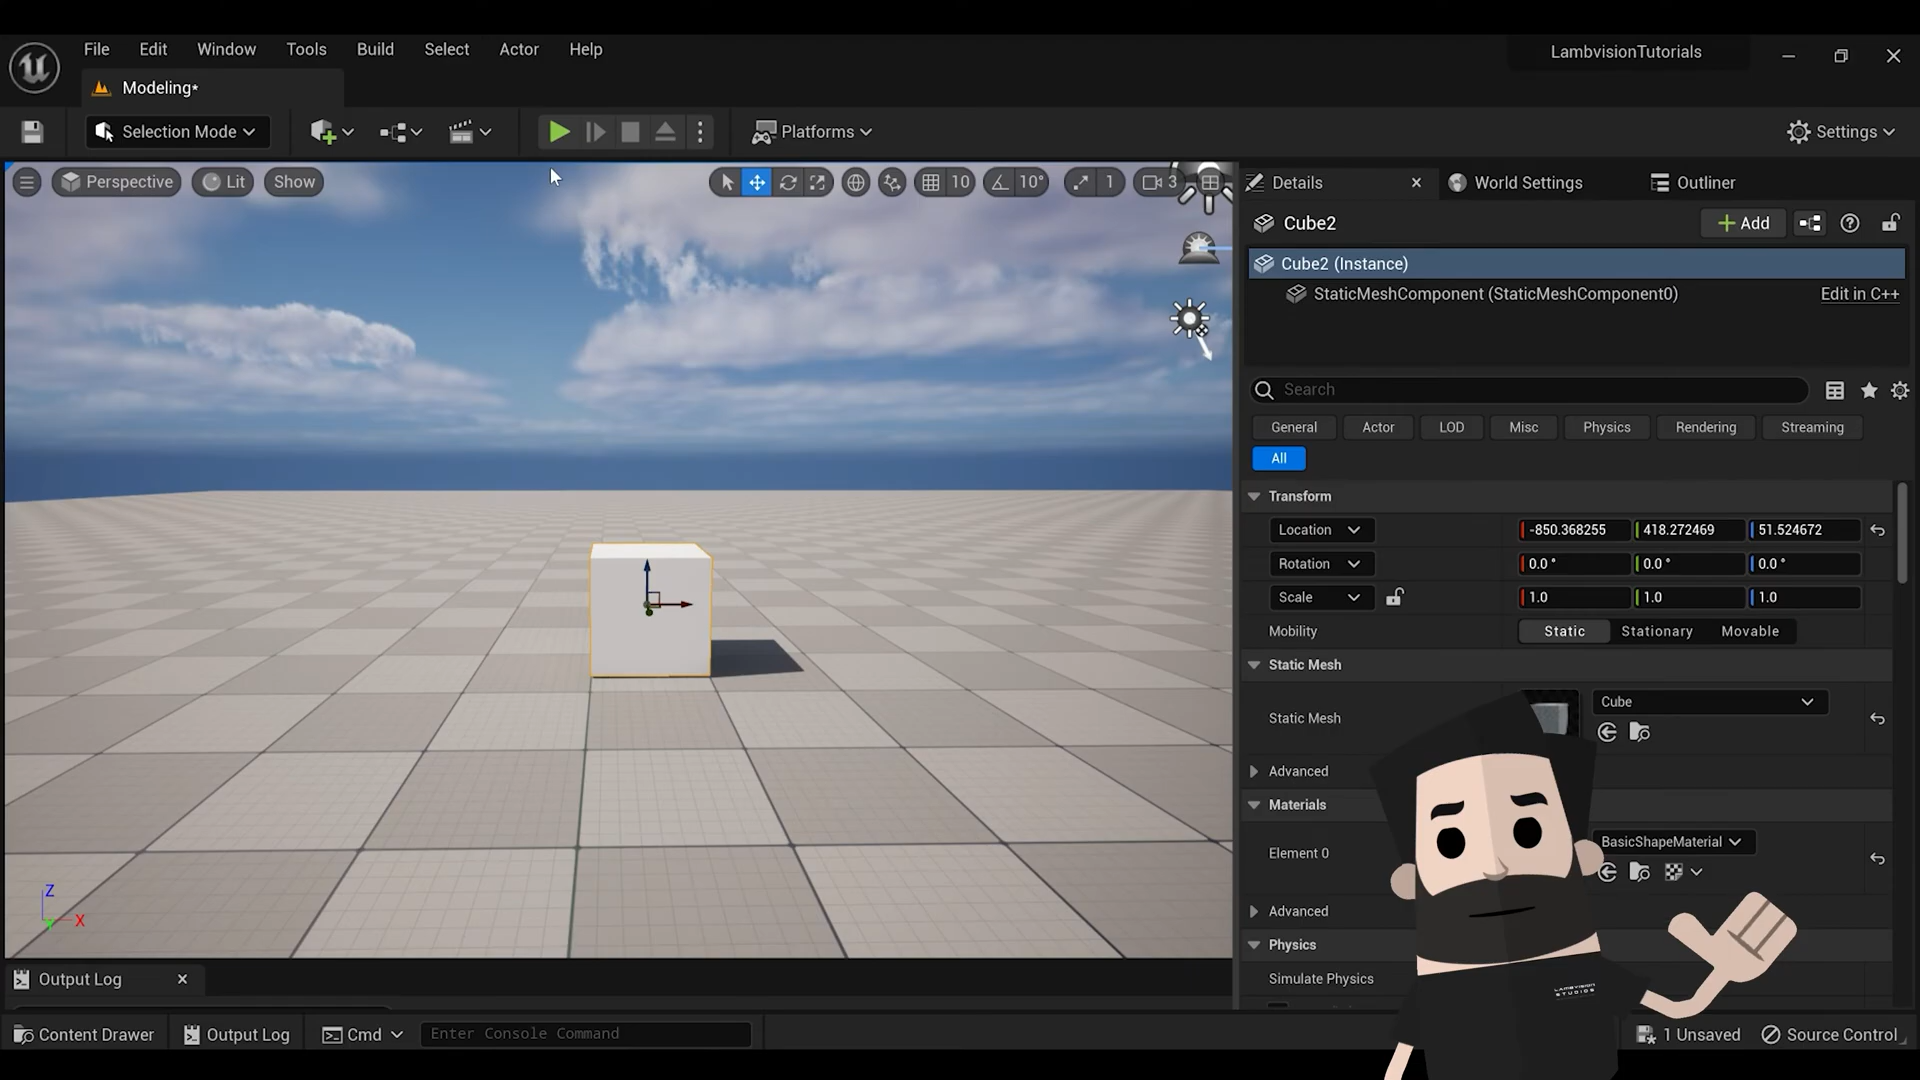 File Edit Window Tools Build Select Actor Help LambvisionTutorials
Modeling*
Selection Mode Platforms Settings
Perspective Lit Show 10 10° 1 3
Details World Settings Outliner
Cube2 Add
Cube2 (Instance)
StaticMeshComponent (StaticMeshComponent0) Edit in C++
Search
General Actor LOD Misc Physics Rendering Streaming
All
Transform
Location -850.368255 418.272469 51.524672
Rotation 0.0 ° 0.0 ° 0.0 °
Scale 1.0 1.0 1.0
Mobility Static Stationary Movable
Static Mesh
Static Mesh Cube
Advanced
Materials
Element 0 BasicShapeMaterial
Advanced
Physics
Simulate Physics
LAMBVISION
STUDIOS
Z
X
Output Log
Content Drawer Output Log Cmd Enter Console Command 1 Unsaved Source Control